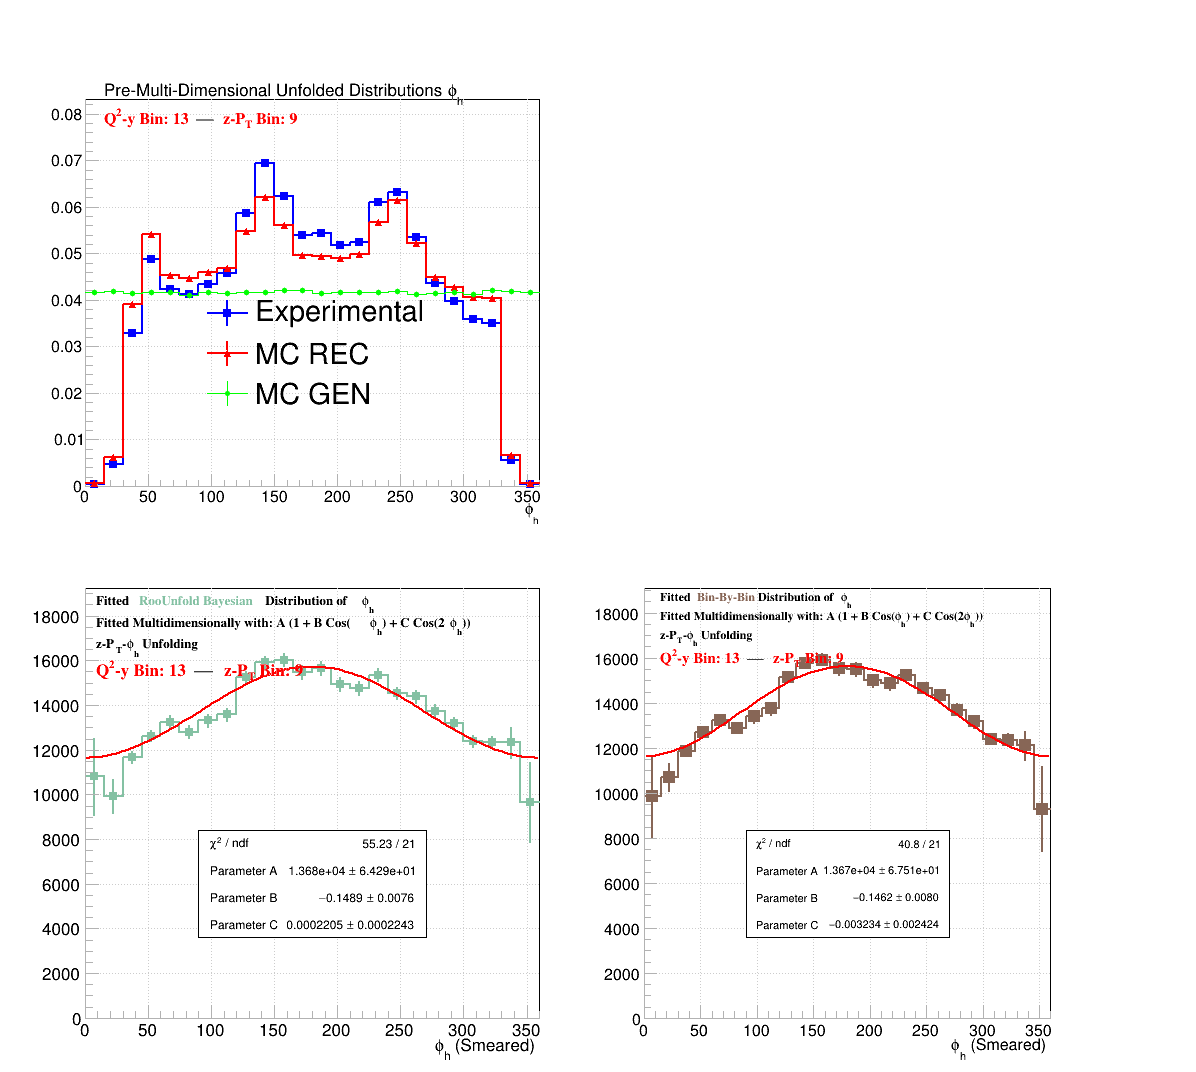 Pre-Multi-Dimensional Unfolded Distributions ϕh
Q²-y Bin: 13 — z-PT Bin: 9
0.08
0.07
0.06
0.05
0.04
0.03
0.02
0.01
0
Experimental
MC REC
MC GEN
0 50 100 150 200 250 300 350
ϕh
Fitted RooUnfold Bayesian Distribution of ϕh
Fitted Multidimensionally with: A (1 + B Cos( ϕh) + C Cos(2 ϕh))
z-PT-ϕh Unfolding
Q²-y Bin: 13 — z-PT Bin: 9
18000
16000
14000
12000
10000
8000
6000
4000
2000
0
χ² / ndf 55.23 / 21
Parameter A 1.368e+04 ± 6.429e+01
Parameter B −0.1489 ± 0.0076
Parameter C 0.0002205 ± 0.0002243
0 50 100 150 200 250 300 350
ϕh (Smeared)
Fitted Bin-By-Bin Distribution of ϕh
Fitted Multidimensionally with: A (1 + B Cos(ϕh) + C Cos(2ϕh))
z-PT-ϕh Unfolding
Q²-y Bin: 13 — z-PT Bin: 9
18000
16000
14000
12000
10000
8000
6000
4000
2000
0
χ² / ndf 40.8 / 21
Parameter A 1.367e+04 ± 6.751e+01
Parameter B −0.1462 ± 0.0080
Parameter C −0.003234 ± 0.002424
0 50 100 150 200 250 300 350
ϕh (Smeared)